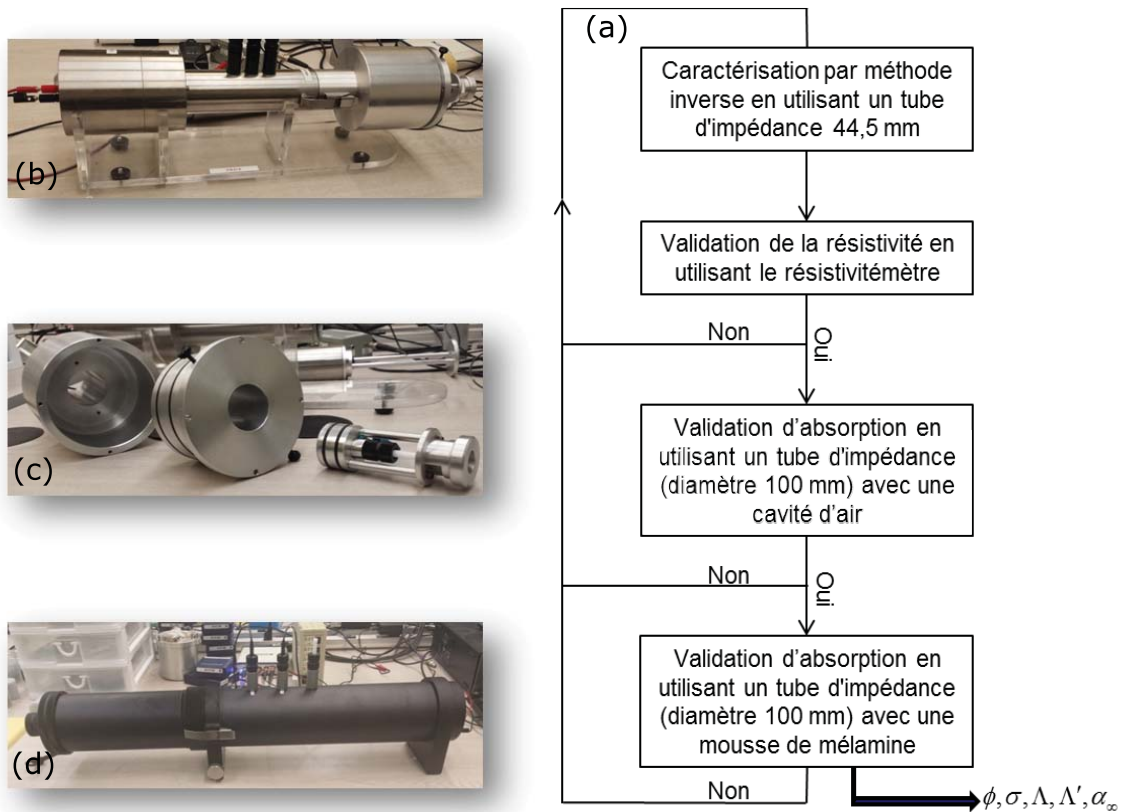 (a)
Caractérisation par méthode
inverse en utilisant un tube
d'impédance 44,5 mm
(b)
Validation de la résistivité en
utilisant le résistivitémètre
Non
Oui
(c)
Validation d'absorption en
utilisant un tube d'impédance
(diamètre 100 mm) avec une
cavité d'air
Non
Oui
(d)
Validation d'absorption en
utilisant un tube d'impédance
(diamètre 100 mm) avec une
mousse de mélamine
Non
ϕ, σ, Λ, Λ′, α∞